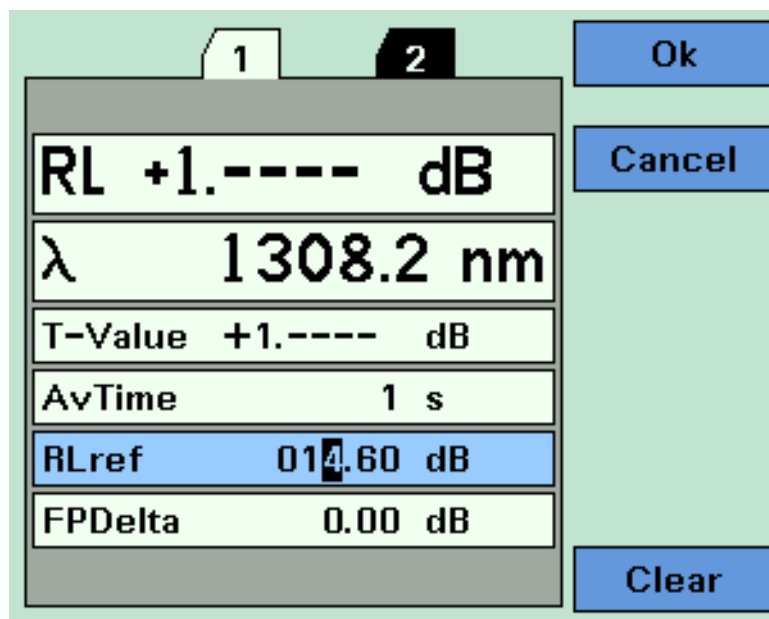 1 2
Ok
RL +1.---- dB
Cancel
λ 1308.2 nm
T-Value +1.---- dB
AvTime 1 s
RLref 014.60 dB
FPDelta 0.00 dB
Clear